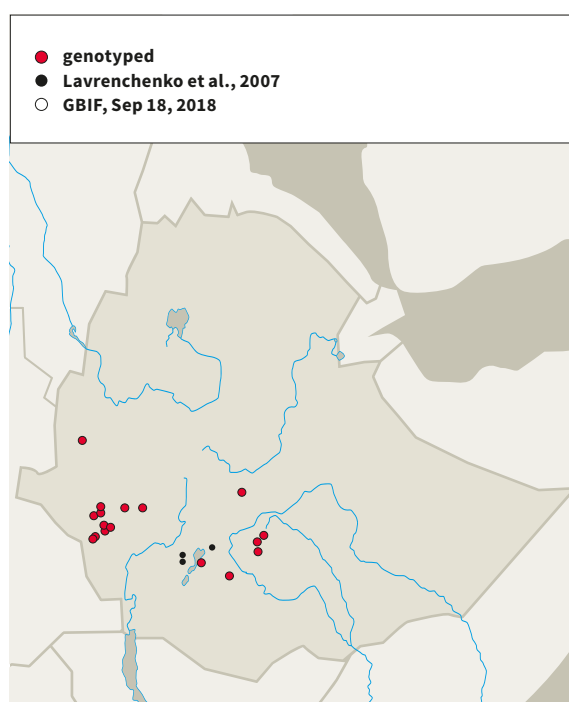 genotyped
Lavrenchenko et al., 2007
GBIF, Sep 18, 2018